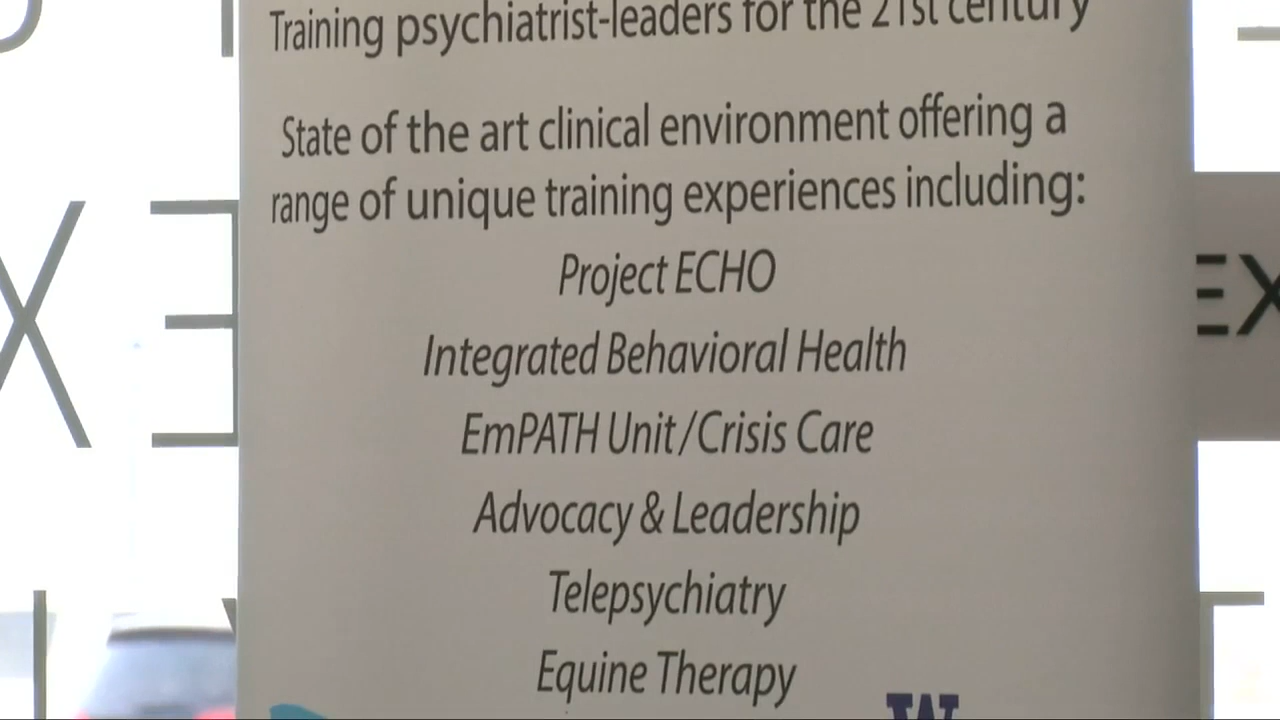 Training psychiatrist-leaders for the 21st century
State of the art clinical environment offering a
range of unique training experiences including:
Project ECHO
Integrated Behavioral Health
EmPATH Unit/Crisis Care
Advocacy & Leadership
Telepsychiatry
Equine Therapy
W
EX